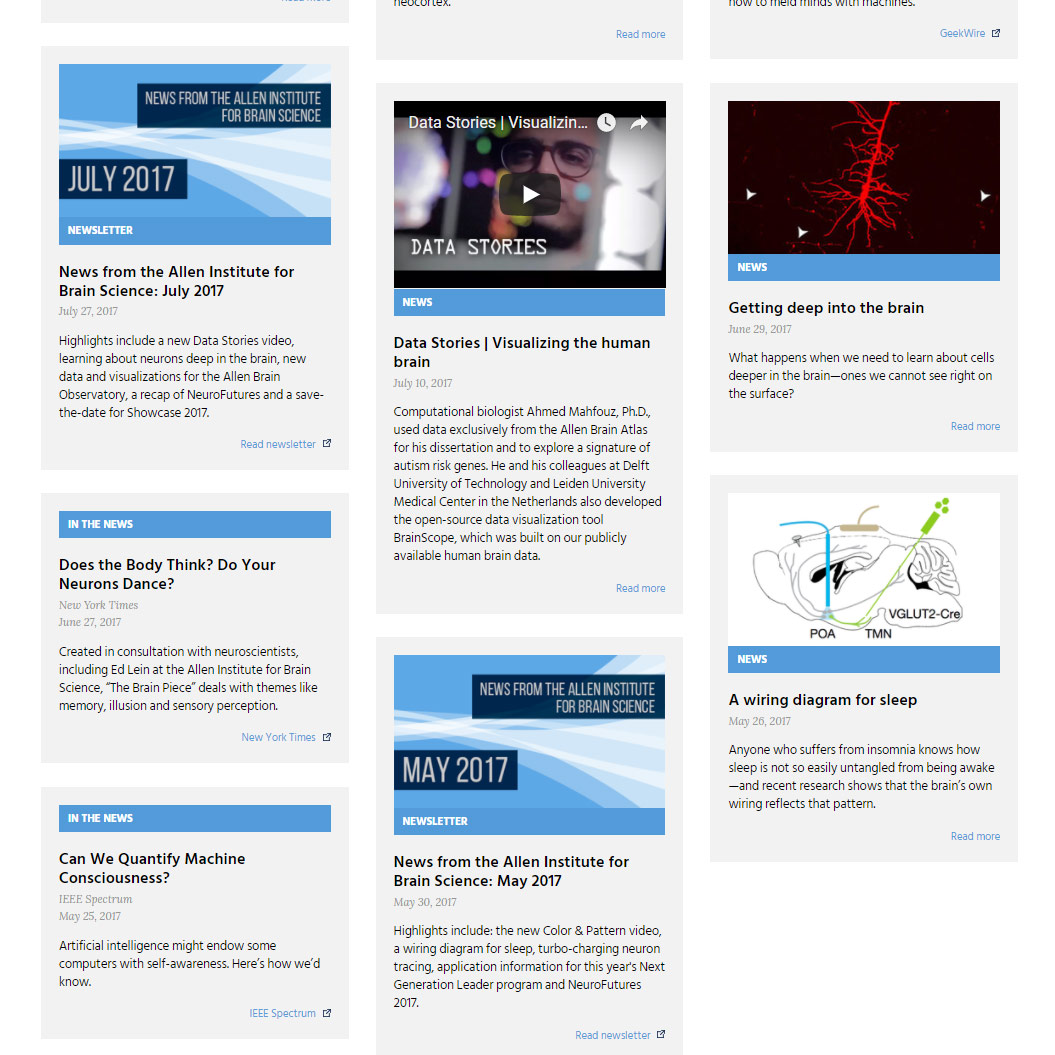 Read more
NEWS FROM THE ALLEN INSTITUTE
FOR BRAIN SCIENCE
JULY 2017
NEWSLETTER
News from the Allen Institute for
Brain Science: July 2017
July 27, 2017
Highlights include a new Data Stories video,
learning about neurons deep in the brain, new
data and visualizations for the Allen Brain
Observatory, a recap of NeuroFutures and a save-
the-date for Showcase 2017.
Read newsletter
IN THE NEWS
Does the Body Think? Do Your
Neurons Dance?
New York Times
June 27, 2017
Created in consultation with neuroscientists,
including Ed Lein at the Allen Institute for Brain
Science, “The Brain Piece” deals with themes like
memory, illusion and sensory perception.
New York Times
IN THE NEWS
Can We Quantify Machine
Consciousness?
IEEE Spectrum
May 25, 2017
Artificial intelligence might endow some
computers with self-awareness. Here’s how we’d
know.
IEEE Spectrum
neocortex.
Read more
Data Stories | Visualizin...
DATA STORIES
NEWS
Data Stories | Visualizing the human
brain
July 10, 2017
Computational biologist Ahmed Mahfouz, Ph.D.,
used data exclusively from the Allen Brain Atlas
for his dissertation and to explore a signature of
autism risk genes. He and his colleagues at Delft
University of Technology and Leiden University
Medical Center in the Netherlands also developed
the open-source data visualization tool
BrainScope, which was built on our publicly
available human brain data.
Read more
NEWS FROM THE ALLEN INSTITUTE
FOR BRAIN SCIENCE
MAY 2017
NEWSLETTER
News from the Allen Institute for
Brain Science: May 2017
May 30, 2017
Highlights include: the new Color & Pattern video,
a wiring diagram for sleep, turbo-charging neuron
tracing, application information for this year's Next
Generation Leader program and NeuroFutures
2017.
Read newsletter
how to meld minds with machines.
GeekWire
NEWS
Getting deep into the brain
June 29, 2017
What happens when we need to learn about cells
deeper in the brain—ones we cannot see right on
the surface?
Read more
VGLUT2-Cre
POA TMN
NEWS
A wiring diagram for sleep
May 26, 2017
Anyone who suffers from insomnia knows how
sleep is not so easily untangled from being awake
—and recent research shows that the brain’s own
wiring reflects that pattern.
Read more